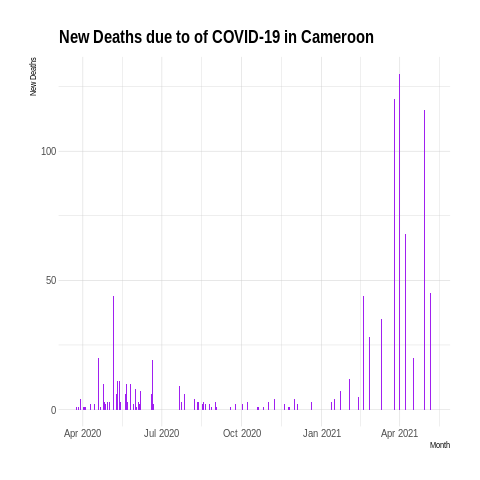 New Deaths due to of COVID-19 in Cameroon
New Deaths
100
50
0
Apr 2020 Jul 2020 Oct 2020 Jan 2021 Apr 2021
Month